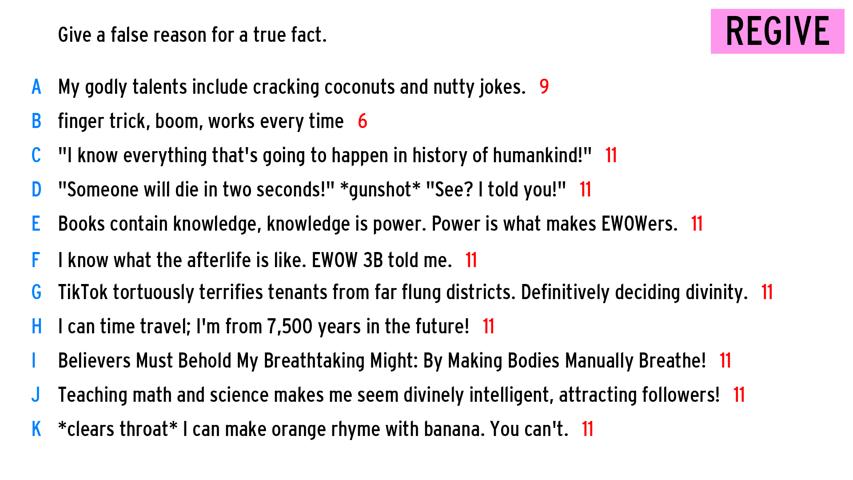 Give a false reason for a true fact.
REGIVE
A My godly talents include cracking coconuts and nutty jokes. 9
B finger trick, boom, works every time 6
C "I know everything that's going to happen in history of humankind!" 11
D "Someone will die in two seconds!" *gunshot* "See? I told you!" 11
E Books contain knowledge, knowledge is power. Power is what makes EWOWers. 11
F I know what the afterlife is like. EWOW 3B told me. 11
G TikTok tortuously terrifies tenants from far flung districts. Definitively deciding divinity. 11
H I can time travel; I'm from 7,500 years in the future! 11
I Believers Must Behold My Breathtaking Might: By Making Bodies Manually Breathe! 11
J Teaching math and science makes me seem divinely intelligent, attracting followers! 11
K *clears throat* I can make orange rhyme with banana. You can't. 11